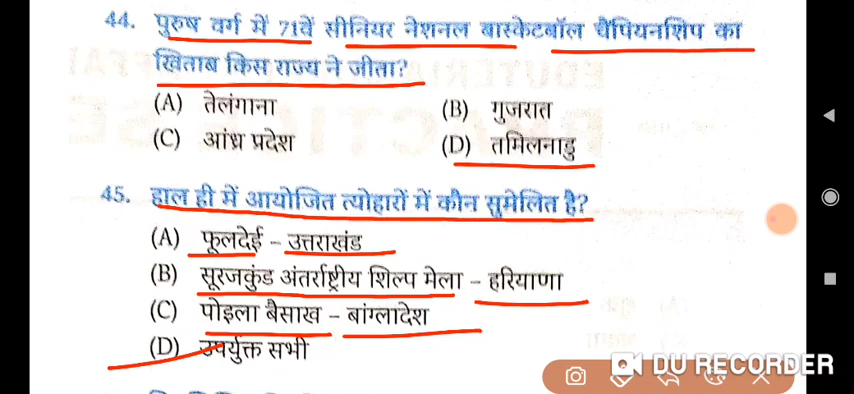 44. पुरुष वर्ग में 71वें सीनियर नेशनल बास्केटबॉल चैंपियनशिप का
खिताब किस राज्य ने जीता?
(A) तेलंगाना (B) गुजरात
(C) आंध्र प्रदेश (D) तमिलनाडु
45. हाल ही में आयोजित त्योहारों में कौन सुमेलित है?
(A) फूलदेई – उत्तराखंड
(B) सूरजकुंड अंतर्राष्ट्रीय शिल्प मेला – हरियाणा
(C) पोइला बैसाख – बांग्लादेश
(D) उपर्युक्त सभी
DU RECORDER